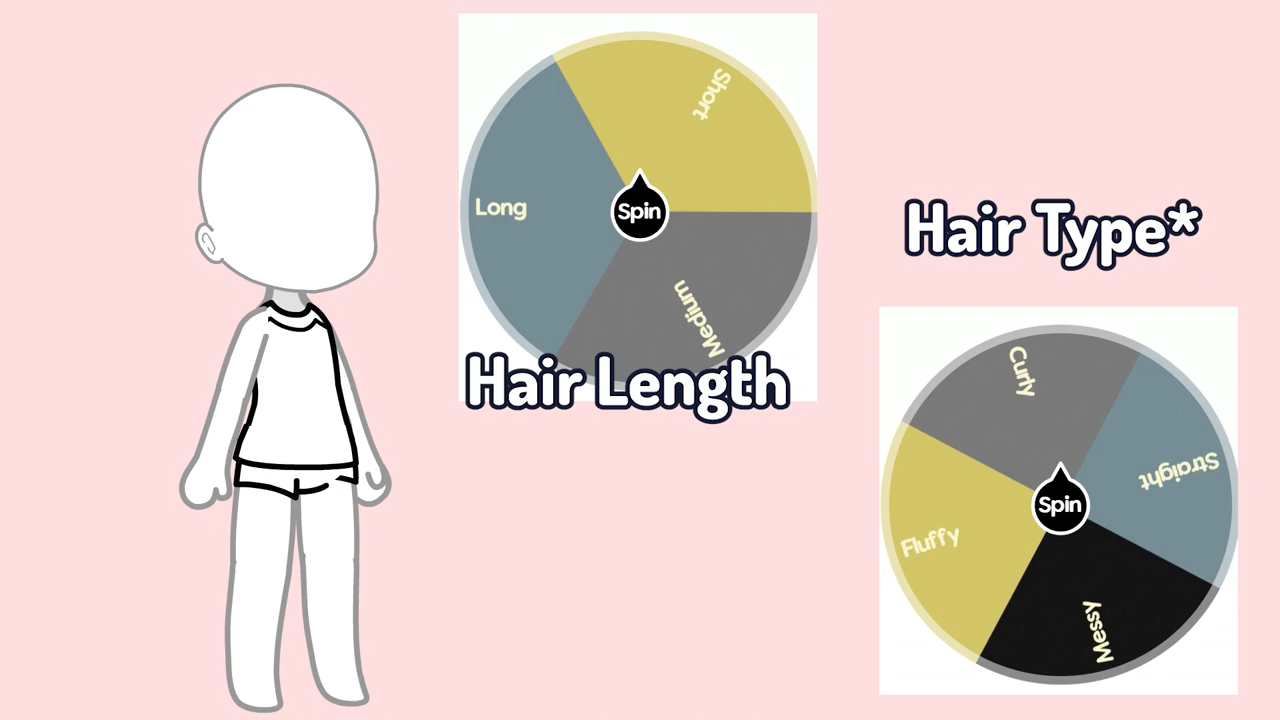 Short
Long
Spin
Medium
Hair Length
Hair Type*
Curly
Straight
Spin
Fluffy
Messy